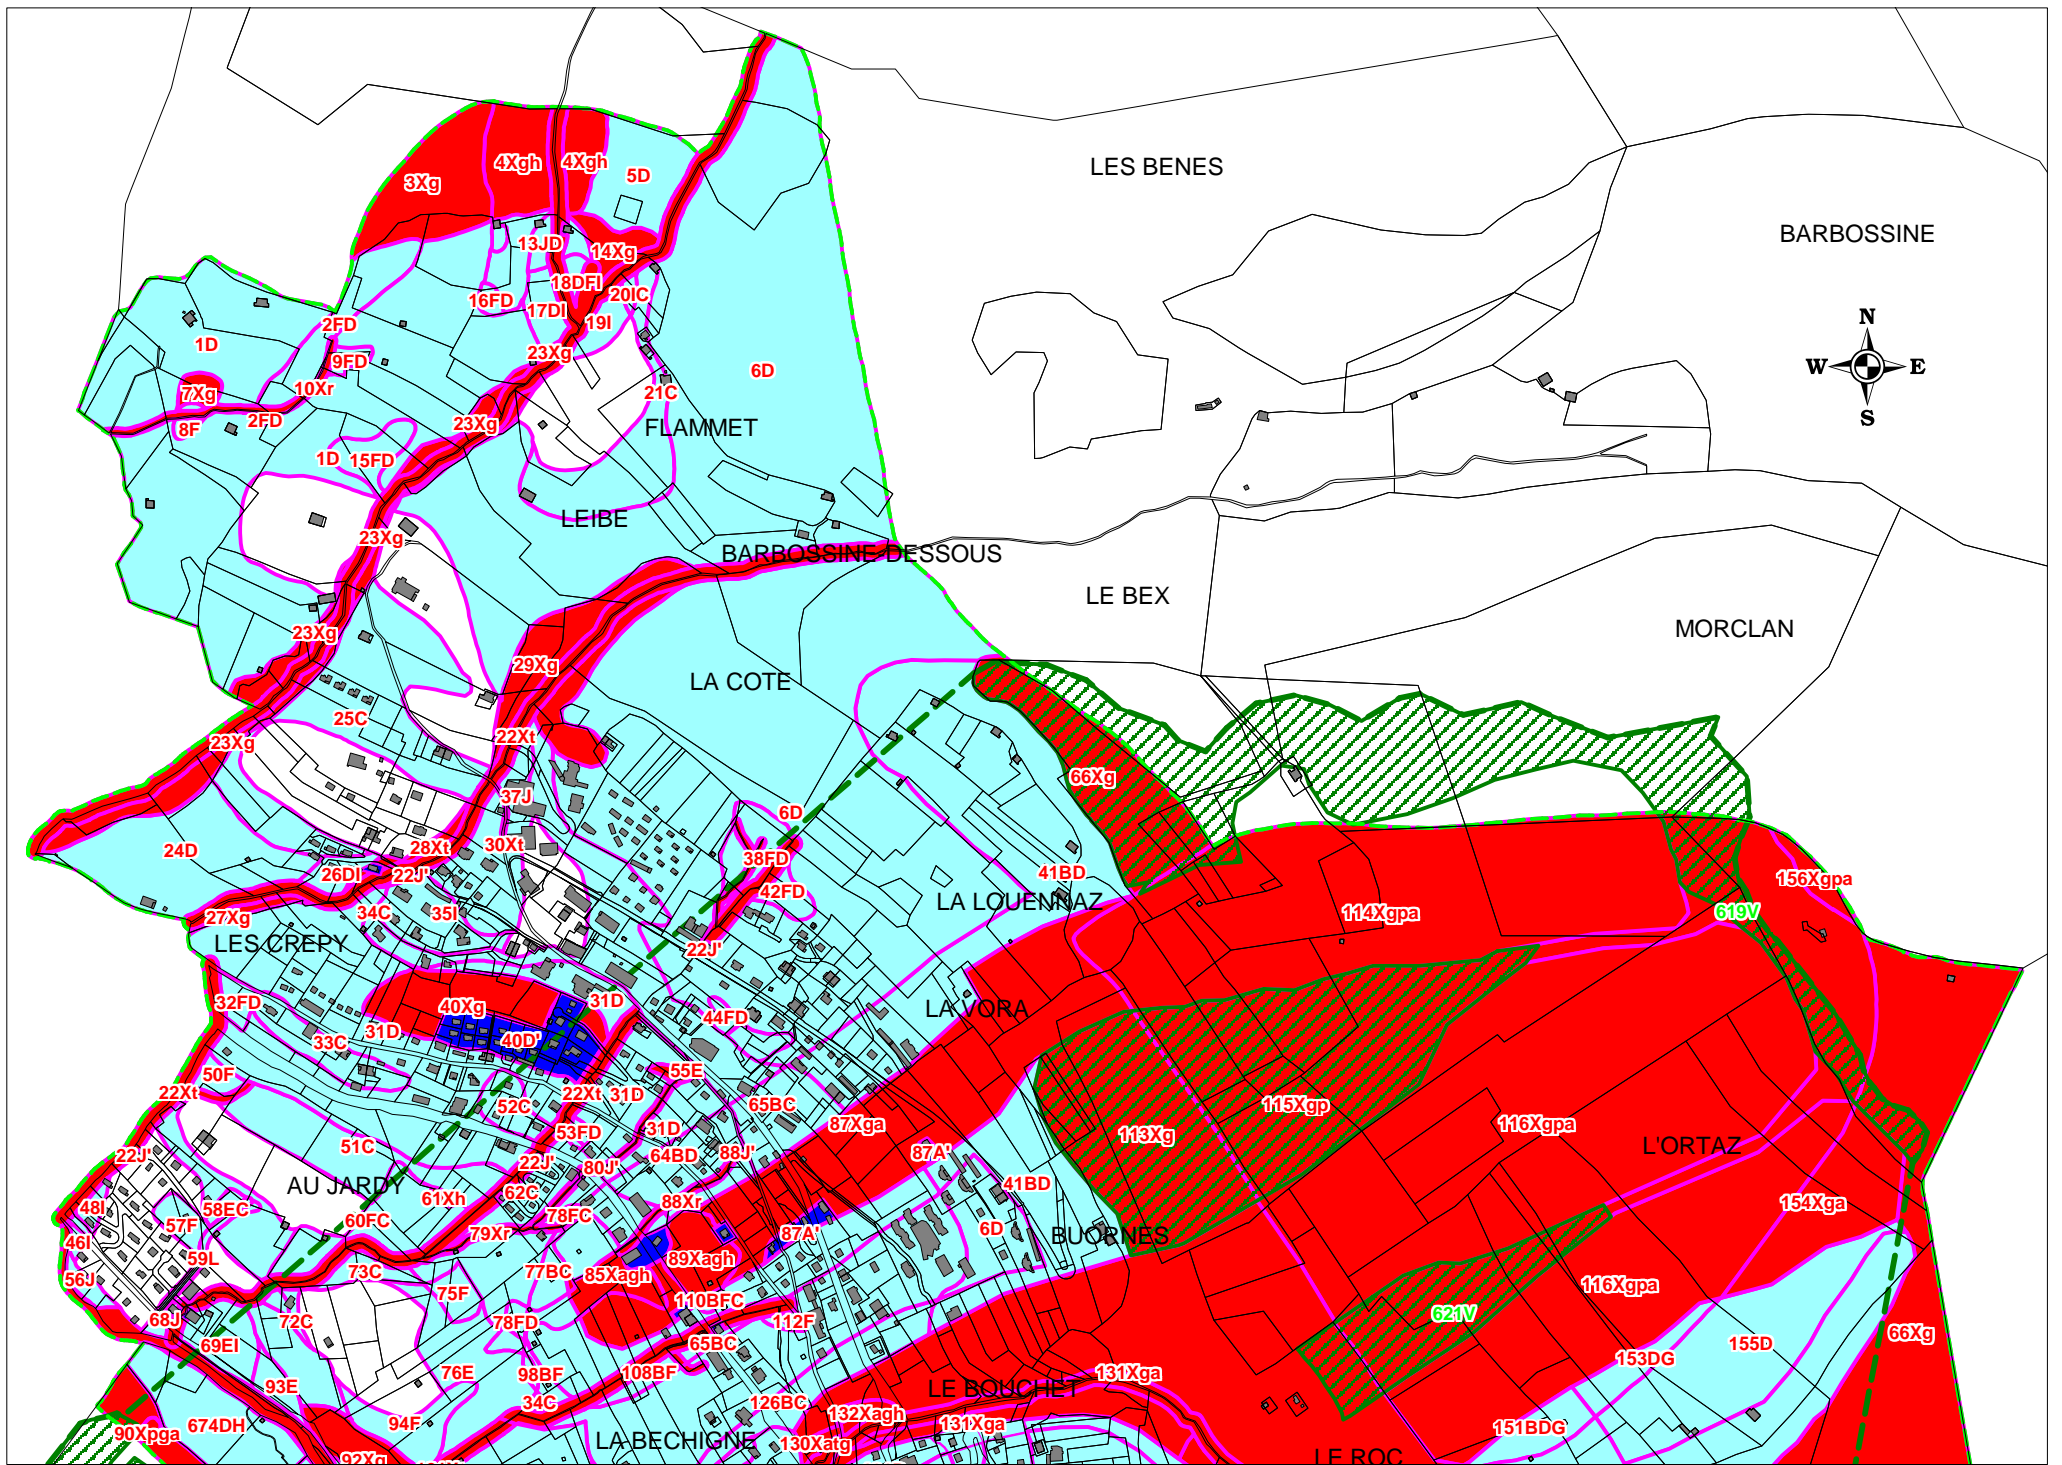 LES BENES
4Xgh
4Xgh
5D
3Xg
BARBOSSINE
13JD
14Xg
18DFI
20IC
16FD
17DI
19I
N
W
E
S
2FD
1D
9FD
23Xg
6D
10Xr
7Xg
21C
2FD
8F
23Xg
FLAMMET
1D
15FD
LEIBE
23Xg
BARBOSSINE-DESSOUS
LE BEX
23Xg
MORCLAN
29Xg
LA COTE
25C
23Xg
22Xt
66Xg
37J
6D
24D
28Xt
30Xt
38FD
26DI
22J'
42FD
41BD
156Xgpa
LA LOUENNAZ
27Xg
34C
35I
114Xgpa
619V
LES CREPY
22J'
32FD
40Xg
31D
LA VORA
44FD
33C
31D
40D'
50F
55E
22Xt
22Xt
31D
52C
65BC
115Xgp
87Xga
116Xgpa
53FD
31D
113Xg
51C
L'ORTAZ
22J'
22J'
80J'
64BD
88J'
87A'
AU JARDY
62C
61Xh
41BD
48I
58EC
88Xr
154Xga
57F
60FC
78FC
6D
79Xr
87A'
BUORNES
46I
59L
89Xagh
56J
73C
77BC
85Xagh
116Xgpa
75F
110BFC
621V
68J
72C
78FD
112F
66Xg
69EI
65BC
155D
153DG
76E
98BF
108BF
131Xga
93E
LE BOUCHET
34C
126BC
132Xagh
131Xga
674DH
94F
151BDG
90Xpga
LA BECHIGNE
130Xatg
92Xg
LE ROC